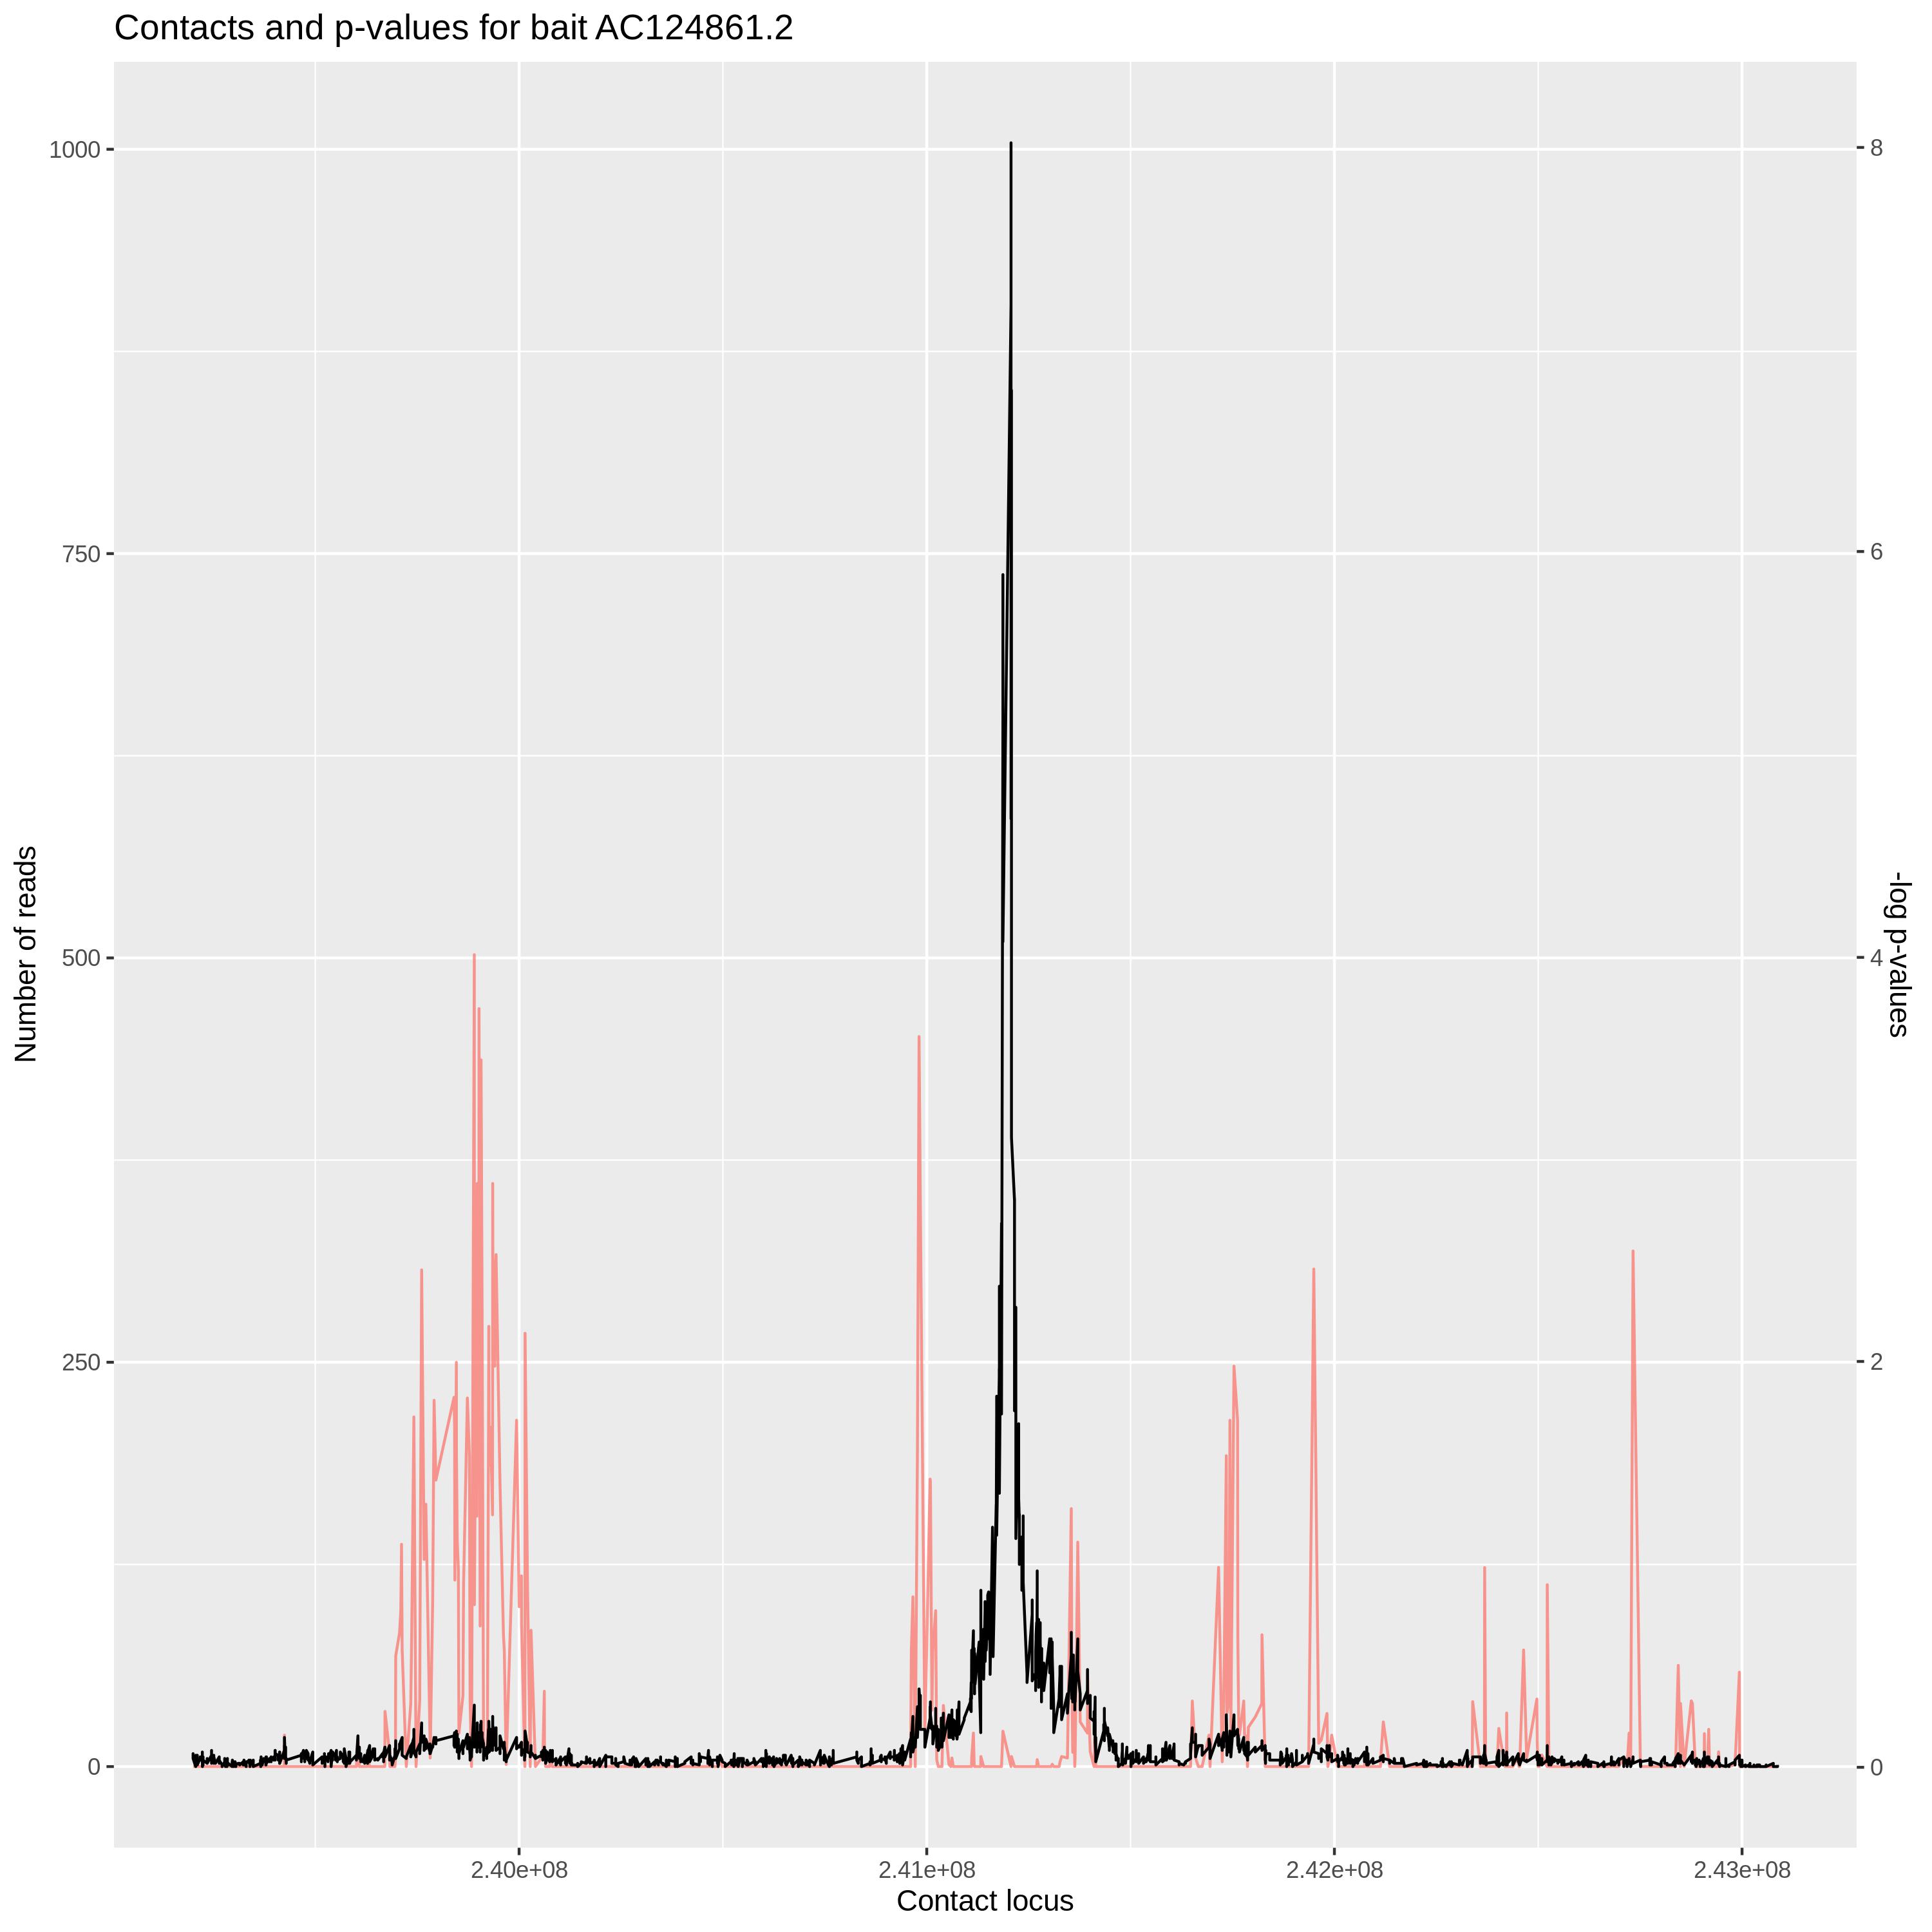 Contacts and p-values for bait AC124861.2
1000
750
500
250
0
Number of reads
8
6
4
2
0
-log p-values
2.40e+08
2.41e+08
2.42e+08
2.43e+08
Contact locus